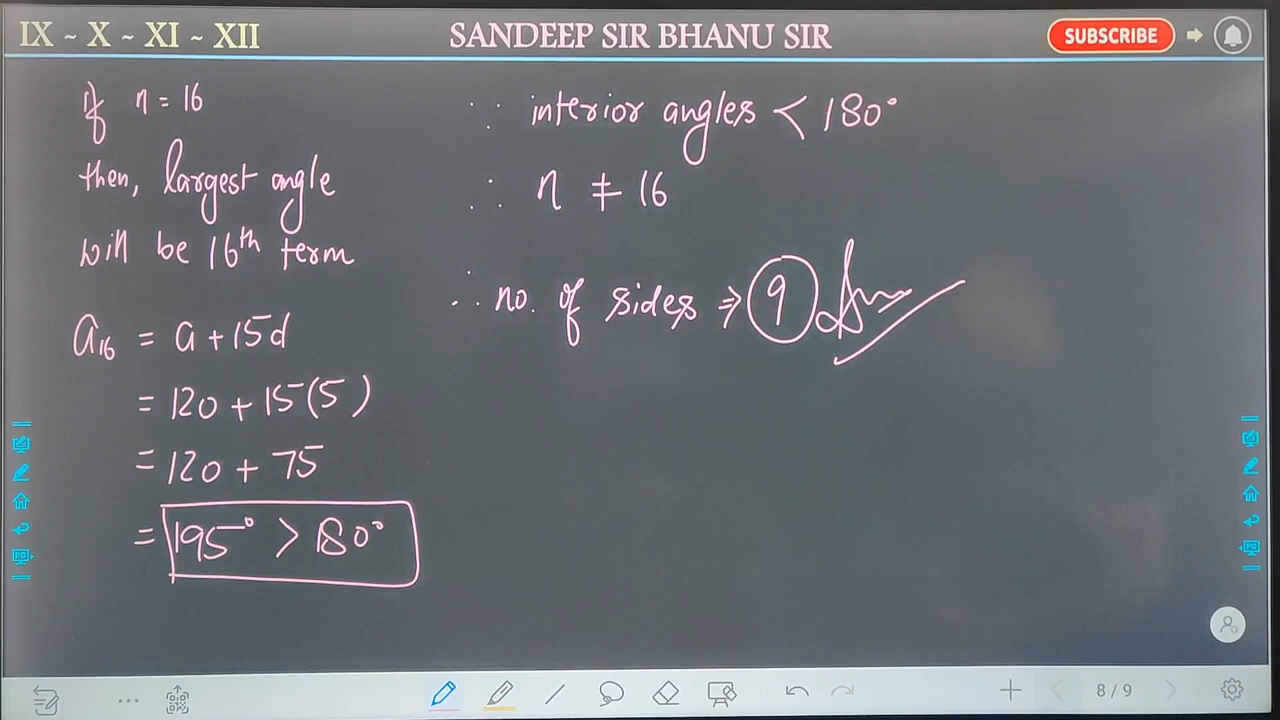 IX ~ X ~ XI ~ XII
SANDEEP SIR BHANU SIR
SUBSCRIBE
if n = 16
then, largest angle
will be 16th term
a16 = a + 15d
= 120 + 15(5)
= 120 + 75
= 195° > 180°
∵ interior angles < 180°
∴ n ≠ 16
∴ no. of sides ⇒ 9 Ans
8 / 9